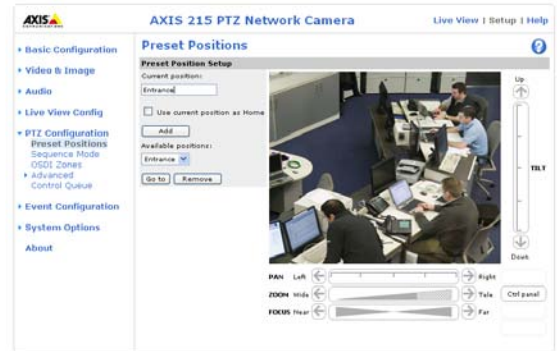 AXIS
AXIS 215 PTZ Network Camera
Live View | Setup | Help
Basic Configuration
Video & Image
Audio
Live View Config
PTZ Configuration
Preset Positions
Sequence Mode
OSDI Zones
Advanced
Control Queue
Event Configuration
System Options
About
Preset Positions
?
Preset Position Setup
Current position:
Entrance
Use current position as Home
Add
Available positions:
Entrance
Go to
Remove
Up
TILT
Down
PAN Left
Right
ZOOM Wide
Tele
Ctrl panel
FOCUS Near
Far